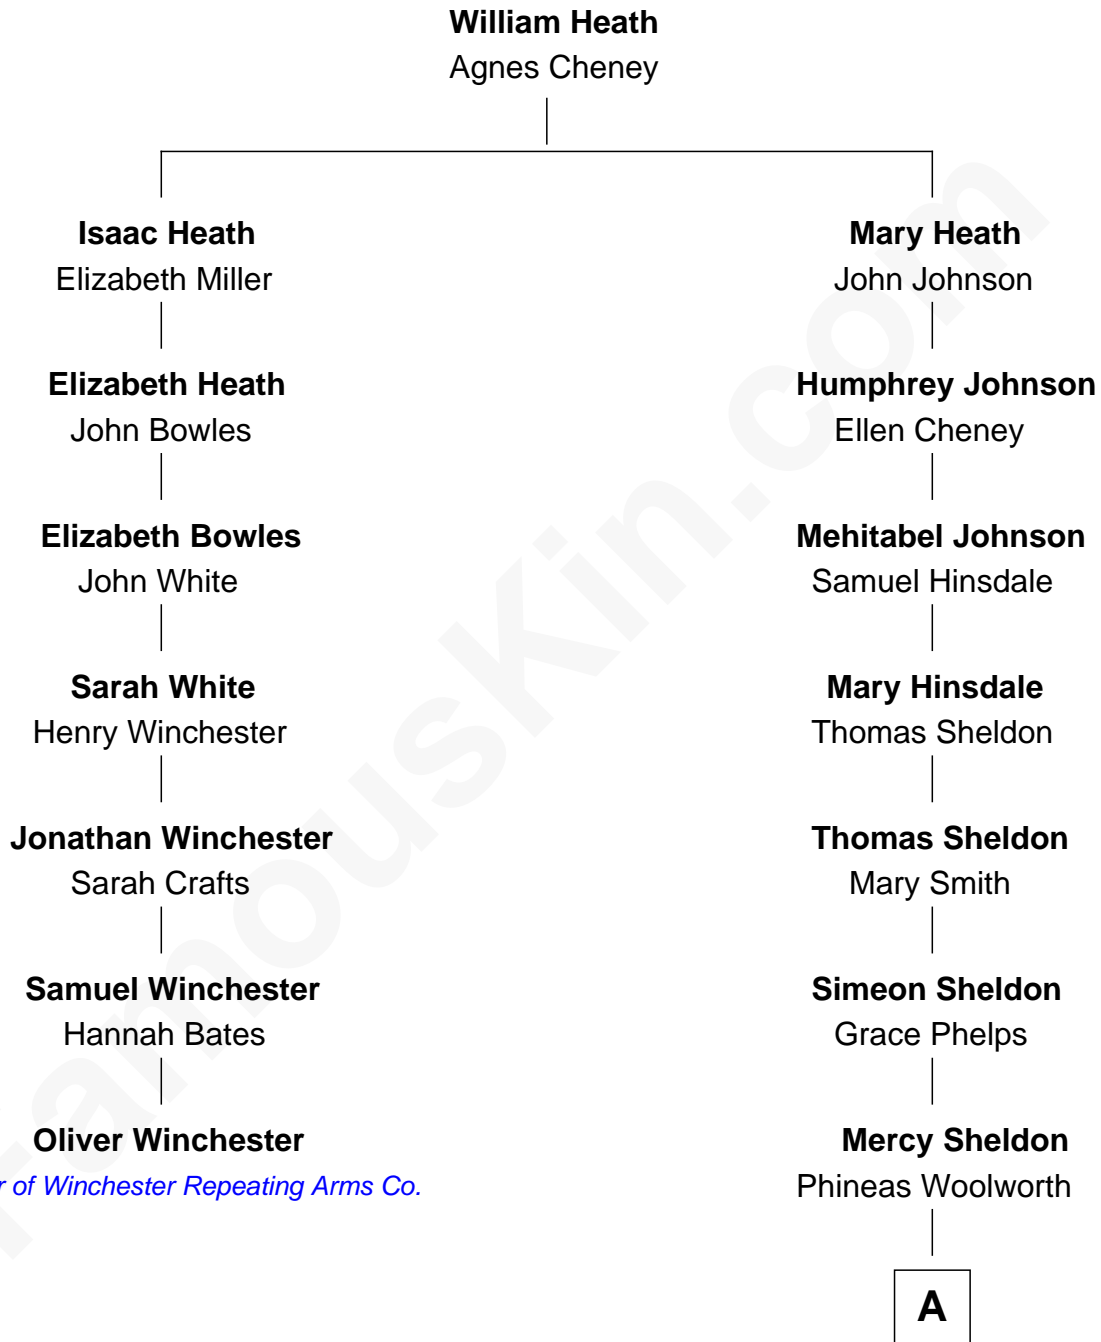 William Heath
Agnes Cheney
Isaac Heath
Elizabeth Miller
Elizabeth Heath
John Bowles
Elizabeth Bowles
John White
Sarah White
Henry Winchester
Jonathan Winchester
Sarah Crafts
Samuel Winchester
Hannah Bates
Oliver Winchester
r of Winchester Repeating Arms Co.
Mary Heath
John Johnson
Humphrey Johnson
Ellen Cheney
Mehitabel Johnson
Samuel Hinsdale
Mary Hinsdale
Thomas Sheldon
Thomas Sheldon
Mary Smith
Simeon Sheldon
Grace Phelps
Mercy Sheldon
Phineas Woolworth
A
FamousKin.com